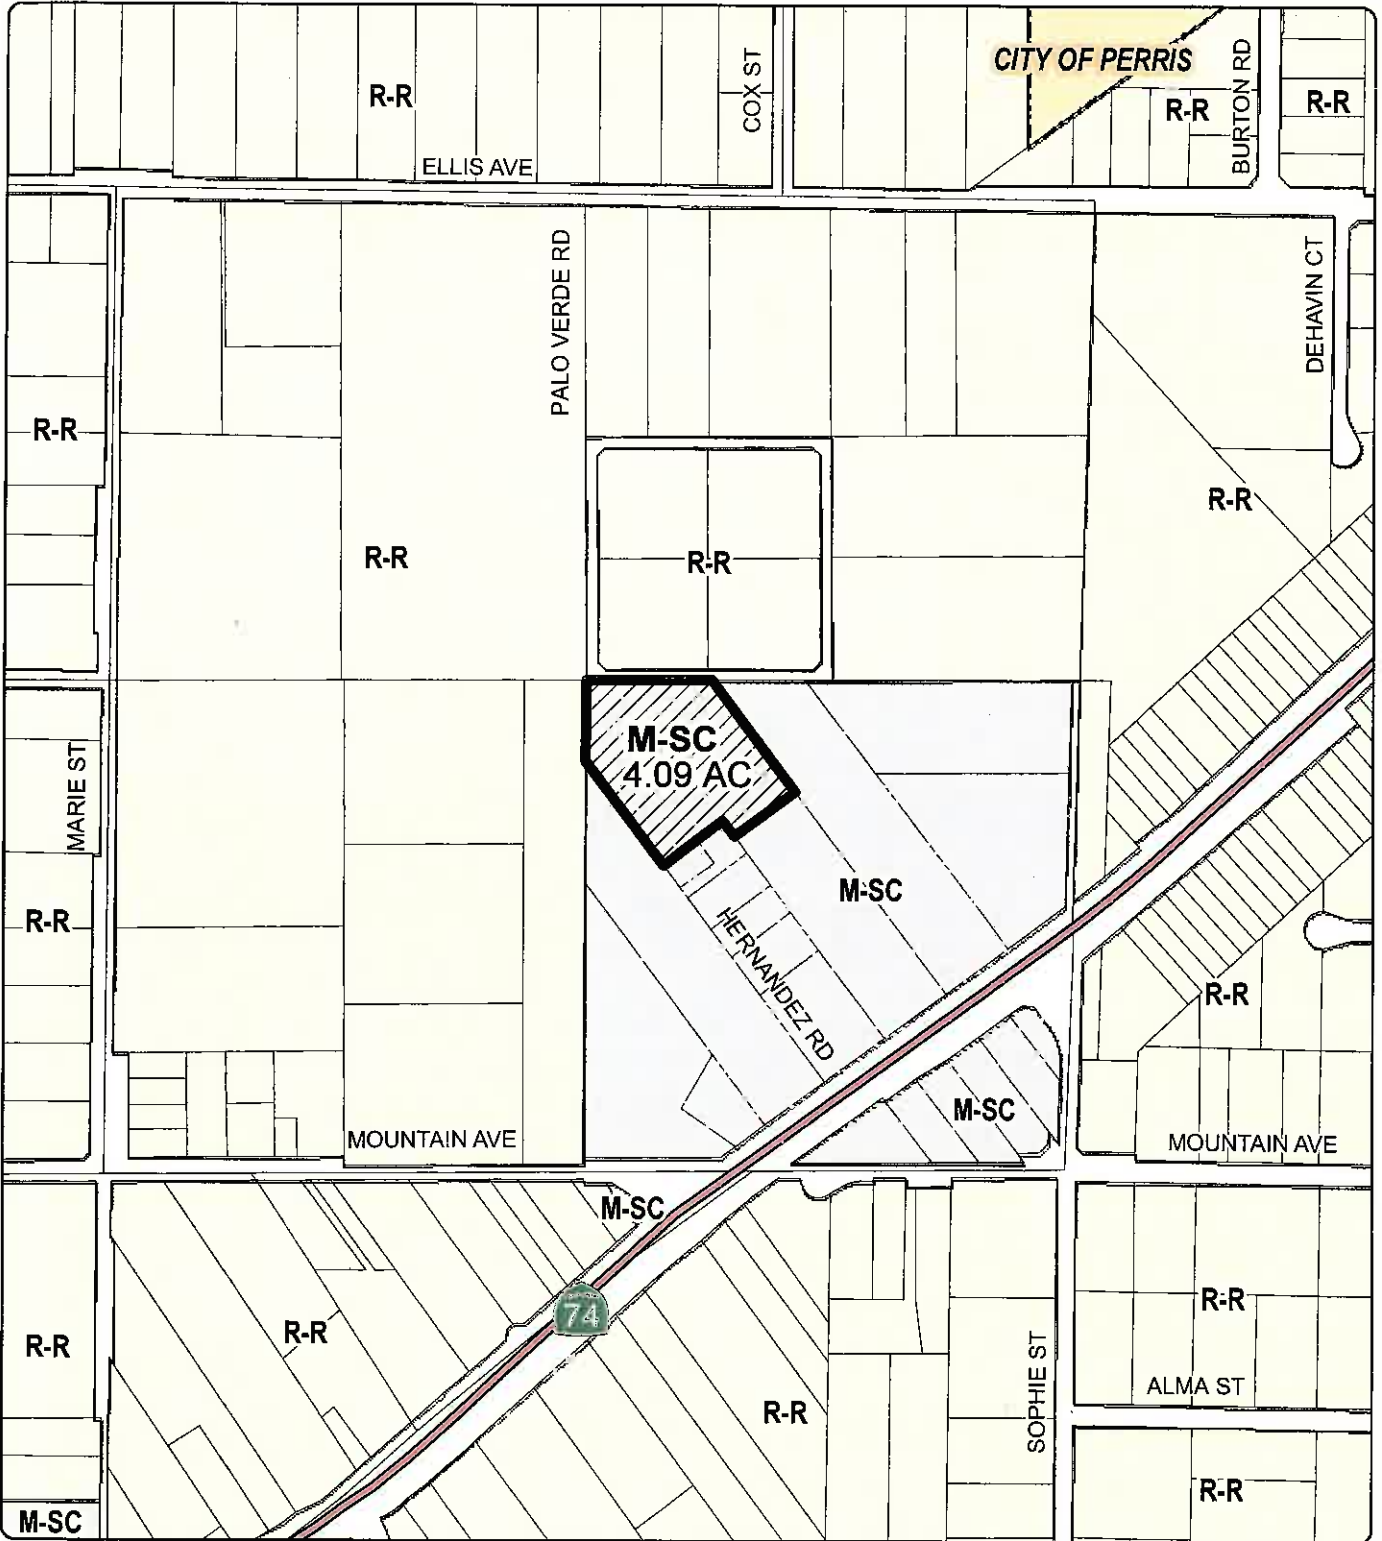 CITY OF PERRIS
R-R
COX ST
R-R
BURTON RD
R-R
ELLIS AVE
PALO VERDE RD
DEHAVIN CT
R-R
R-R
R-R
R-R
M-SC
4.09 AC
MARIE ST
M-SC
R-R
HERNANDEZ RD
R-R
M-SC
MOUNTAIN AVE
MOUNTAIN AVE
M-SC
74
R-R
R-R
R-R
SOPHIE ST
ALMA ST
R-R
R-R
M-SC